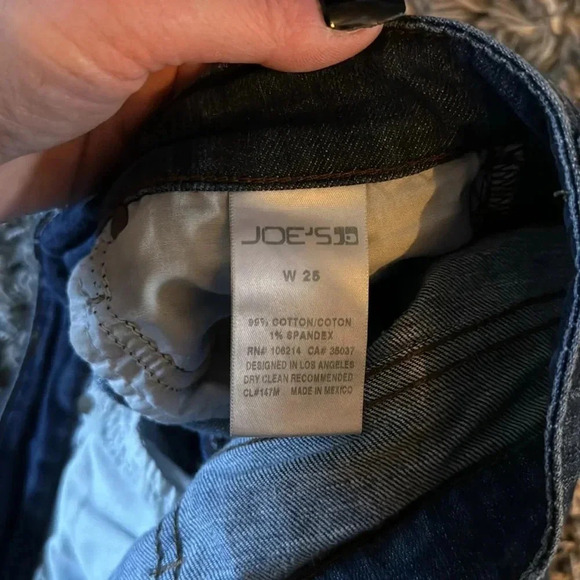 JOE'S
W 25
99% COTTON/COTON
1% SPANDEX
RN# 106214 CA# 35037
DESIGNED IN LOS ANGELES
DRY CLEAN RECOMMENDED
CL#147M MADE IN MEXICO